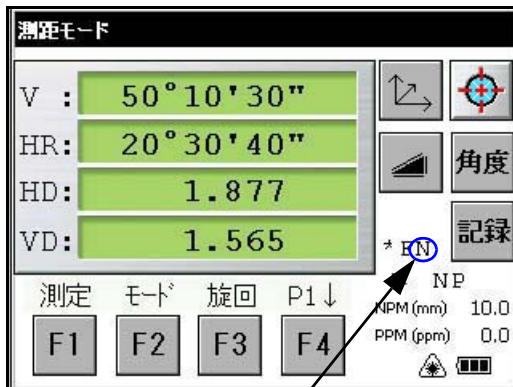 測距モード
V : 50°10'30"
HR: 20°30'40"
HD: 1.877
VD: 1.565
角度
記録
* EN
NP
NPM (mm) 10.0
PPM (ppm) 0.0
測定 モード 旋回 P1↓
F1 F2 F3 F4